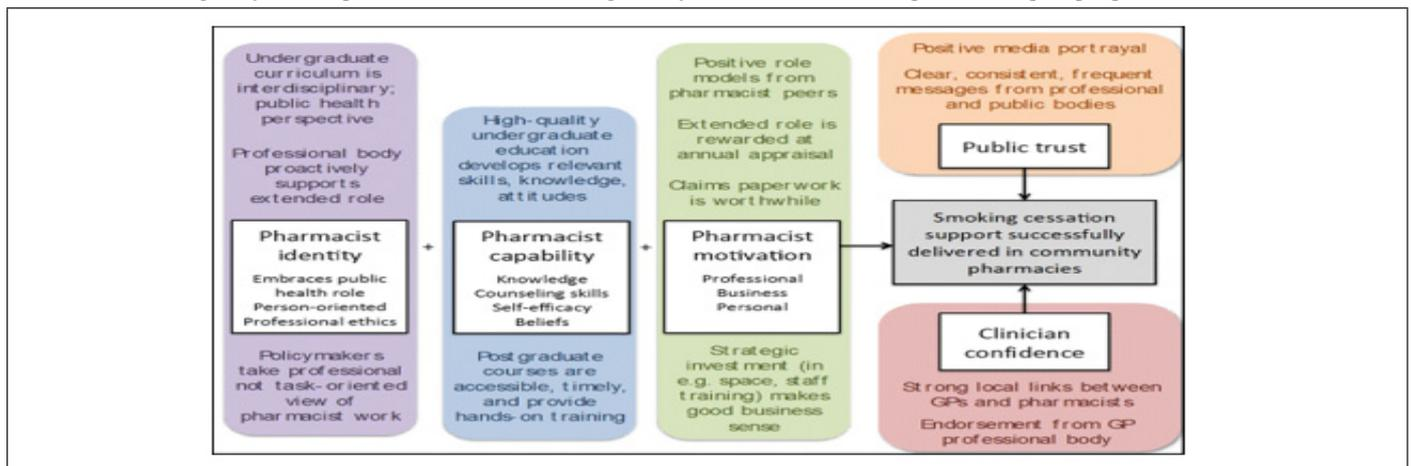 Undergraduate
curriculum is
interdisciplinary;
public health
perspective
Professional body
proactively
supports
extended role
Pharmacist
identity
Embraces public
health role
Person-oriented
Professional ethics
Policymakers
take professional
not task-oriented
view of
pharmacist work
+
High-quality
undergraduate
education
develops relevant
skills, knowledge,
attitudes
Pharmacist
capability
Knowledge
Counseling skills
Self-efficacy
Beliefs
Postgraduate
courses are
accessible, timely,
and provide
hands-on training
+
Positive role
models from
pharmacist peers
Extended role is
rewarded at
annual appraisal
Claims paperwork
is worthwhile
Pharmacist
motivation
Professional
Business
Personal
Strategic
investment (in
e.g. space, staff
training) makes
good business
sense
Positive media portrayal
Clear, consistent, frequent
messages from professional
and public bodies
Public trust
Smoking cessation
support successfully
delivered in community
pharmacies
Clinician
confidence
Strong local links between
GPs and pharmacists
Endorsement from GP
professional body